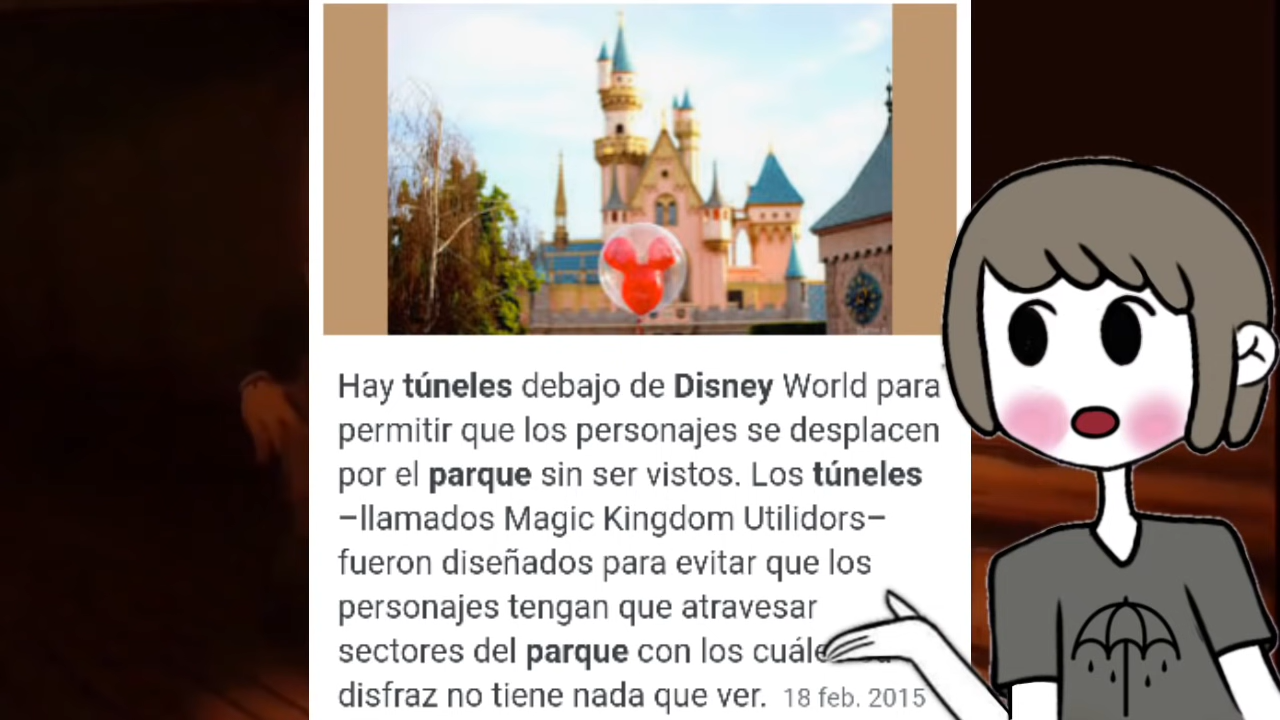 Hay túneles debajo de Disney World para
permitir que los personajes se desplacen
por el parque sin ser vistos. Los túneles
–llamados Magic Kingdom Utilidors–
fueron diseñados para evitar que los
personajes tengan que atravesar
sectores del parque con los
disfraz no tiene nada que ver. 18 feb. 2015